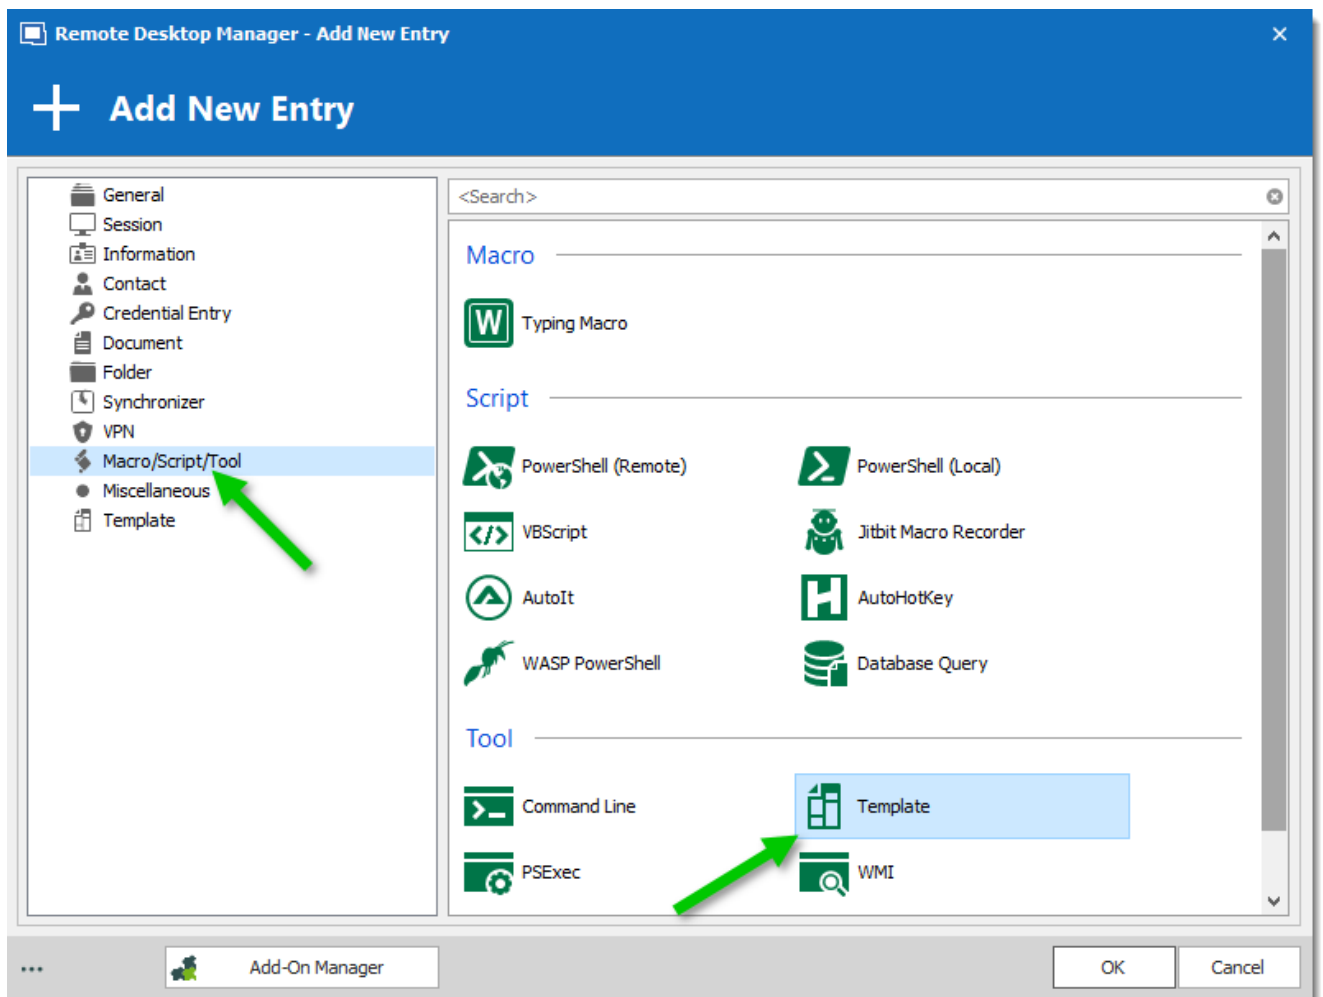 Remote Desktop Manager - Add New Entry
Add New Entry
General
Session
Information
Contact
Credential Entry
Document
Folder
Synchronizer
VPN
Macro/Script/Tool
Miscellaneous
Template
<Search>
Macro
W Typing Macro
Script
PowerShell (Remote) PowerShell (Local)
VBScript Jitbit Macro Recorder
AutoIt AutoHotKey
WASP PowerShell Database Query
Tool
Command Line Template
PSExec WMI
... Add-On Manager OK Cancel